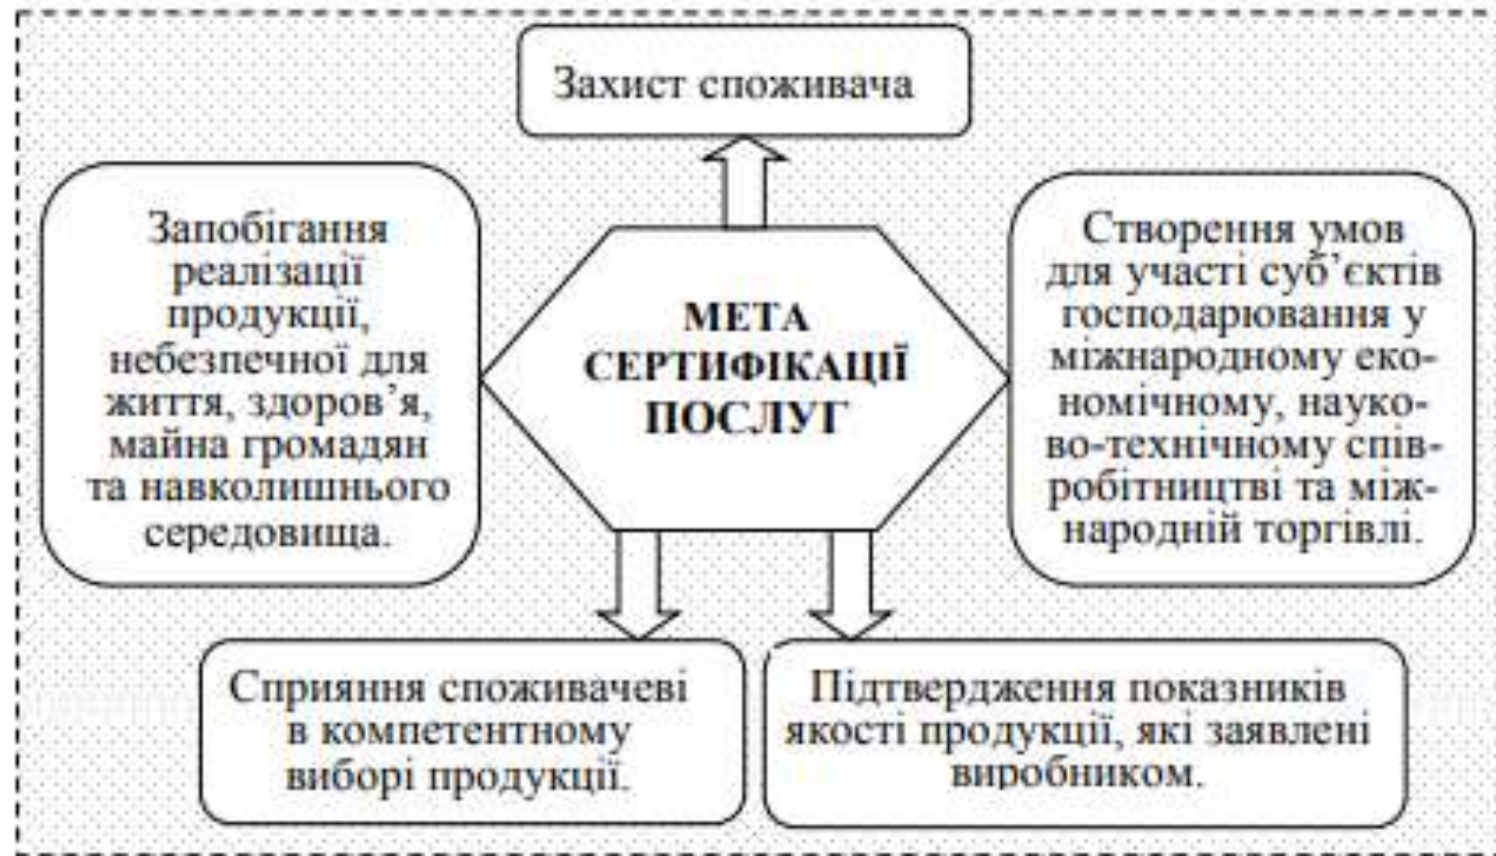 Захист споживача
Запобігання
реалізації
продукції,
небезпечної для
життя, здоров’я,
майна громадян
та навколишнього
середовища.
МЕТА
СЕРТИФІКАЦІЇ
ПОСЛУГ
Створення умов
для участі суб’єктів
господарювання у
міжнародному еко-
номічному, науко-
во-технічному спів-
робітництві та між-
народній торгівлі.
Сприяння споживачеві
в компетентному
виборі продукції.
Підтвердження показників
якості продукції, які заявлені
виробником.